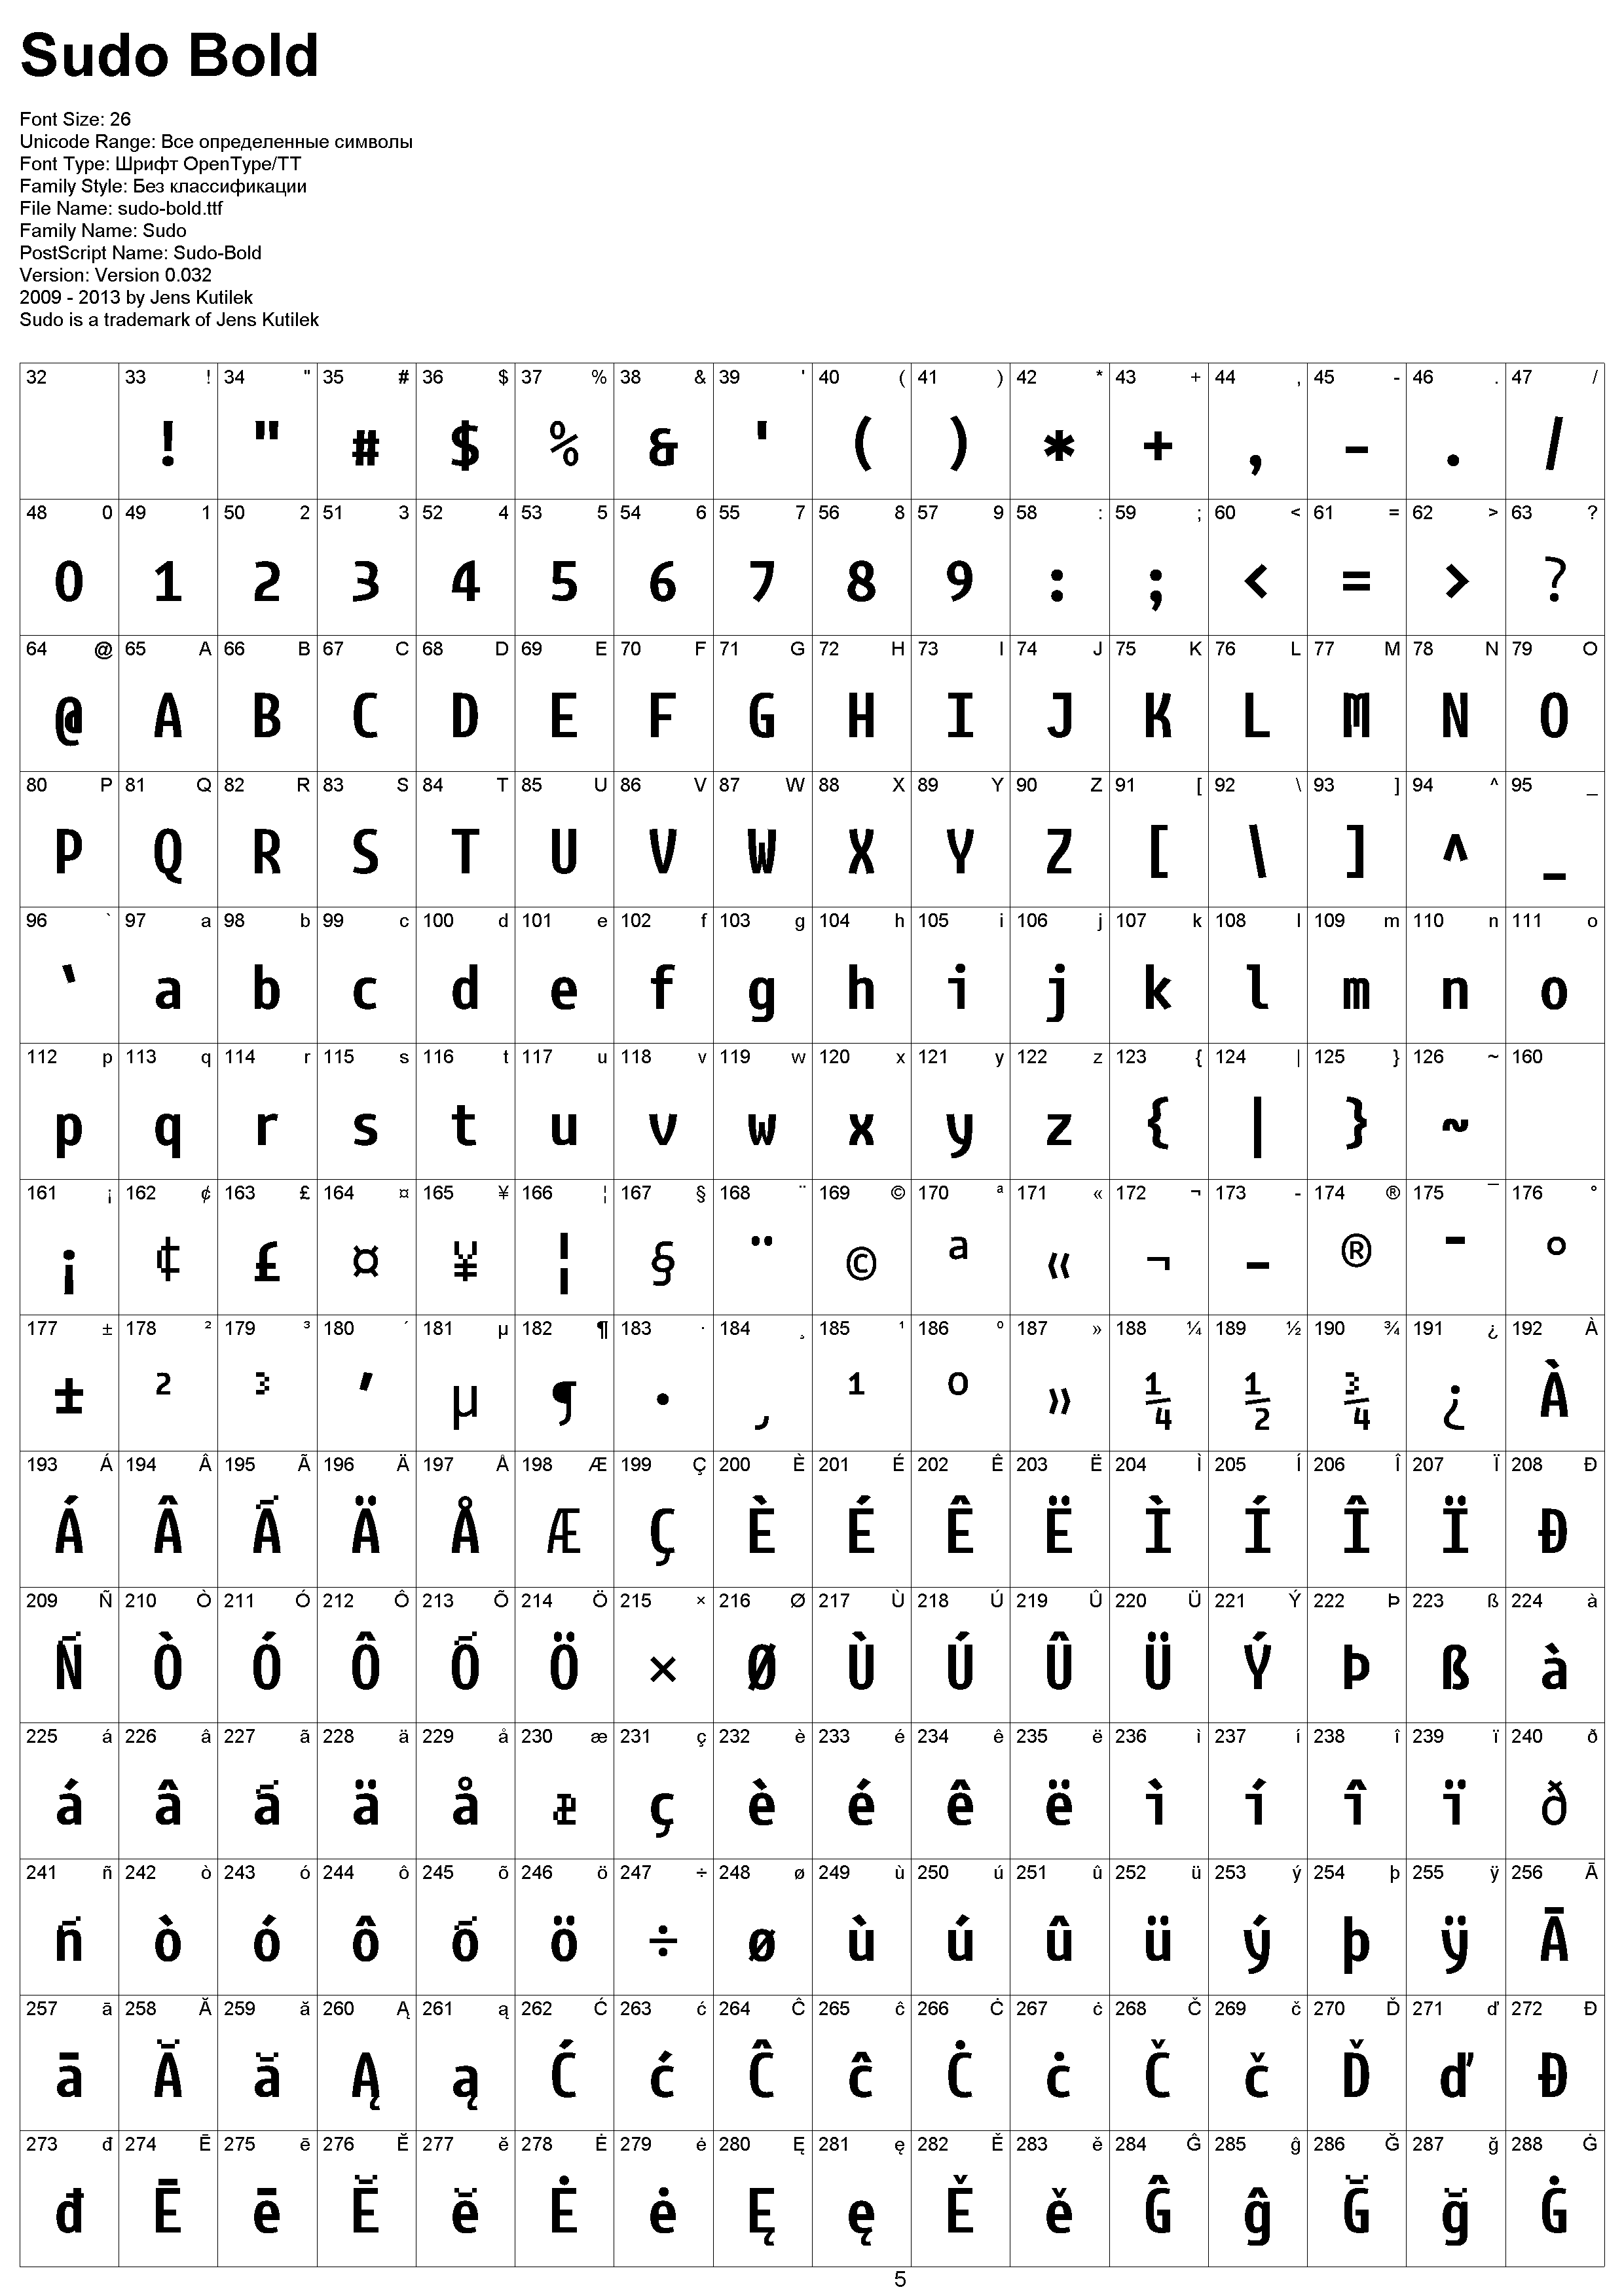 Sudo Bold
Font Size: 26
Unicode Range: Все определенные символы
Font Type: Шрифт OpenType/TT
Family Style: Без классификации
File Name: sudo-bold.ttf
Family Name: Sudo
PostScript Name: Sudo-Bold
Version: Version 0.032
2009 - 2013 by Jens Kutilek
Sudo is a trademark of Jens Kutilek
32 33 ! 34 " 35 # 36 $ 37 % 38 & 39 ' 40 ( 41 ) 42 * 43 + 44 , 45 - 46 . 47 /
! " # $ % & ' ( ) * + , - . /
48 0 49 1 50 2 51 3 52 4 53 5 54 6 55 7 56 8 57 9 58 : 59 ; 60 < 61 = 62 > 63 ?
0 1 2 3 4 5 6 7 8 9 : ; < = > ?
64 @ 65 A 66 B 67 C 68 D 69 E 70 F 71 G 72 H 73 I 74 J 75 K 76 L 77 M 78 N 79 O
@ A B C D E F G H I J K L M N O
80 P 81 Q 82 R 83 S 84 T 85 U 86 V 87 W 88 X 89 Y 90 Z 91 [ 92 \ 93 ] 94 ^ 95 _
P Q R S T U V W X Y Z [ \ ] ^ _
96 ` 97 a 98 b 99 c 100 d 101 e 102 f 103 g 104 h 105 i 106 j 107 k 108 l 109 m 110 n 111 o
` a b c d e f g h i j k l m n o
112 p 113 q 114 r 115 s 116 t 117 u 118 v 119 w 120 x 121 y 122 z 123 { 124 | 125 } 126 ~ 160
p q r s t u v w x y z { | } ~
161 ¡ 162 ¢ 163 £ 164 ¤ 165 ¥ 166 ¦ 167 § 168 ¨ 169 © 170 ª 171 « 172 ¬ 173 - 174 ® 175 ¯ 176 °
¡ ¢ £ ¤ ¥ ¦ § ¨ © ª « ¬ - ® ¯ °
177 ± 178 ² 179 ³ 180 ´ 181 µ 182 ¶ 183 · 184 ¸ 185 ¹ 186 º 187 » 188 ¼ 189 ½ 190 ¾ 191 ¿ 192 À
± ² ³ ´ µ ¶ · ¸ ¹ º » ¼ ½ ¾ ¿ À
193 Á 194 Â 195 Ã 196 Ä 197 Å 198 Æ 199 Ç 200 È 201 É 202 Ê 203 Ë 204 Ì 205 Í 206 Î 207 Ï 208 Ð
Á Â Ã Ä Å Æ Ç È É Ê Ë Ì Í Î Ï Ð
209 Ñ 210 Ò 211 Ó 212 Ô 213 Õ 214 Ö 215 × 216 Ø 217 Ù 218 Ú 219 Û 220 Ü 221 Ý 222 Þ 223 ß 224 à
Ñ Ò Ó Ô Õ Ö × Ø Ù Ú Û Ü Ý Þ ß à
225 á 226 â 227 ã 228 ä 229 å 230 æ 231 ç 232 è 233 é 234 ê 235 ë 236 ì 237 í 238 î 239 ï 240 ð
á â ã ä å æ ç è é ê ë ì í î ï ð
241 ñ 242 ò 243 ó 244 ô 245 õ 246 ö 247 ÷ 248 ø 249 ù 250 ú 251 û 252 ü 253 ý 254 þ 255 ÿ 256 Ā
ñ ò ó ô õ ö ÷ ø ù ú û ü ý þ ÿ Ā
257 ā 258 Ă 259 ă 260 Ą 261 ą 262 Ć 263 ć 264 Ĉ 265 ĉ 266 Ċ 267 ċ 268 Č 269 č 270 Ď 271 ď 272 Đ
ā Ă ă Ą ą Ć ć Ĉ ĉ Ċ ċ Č č Ď ď Đ
273 đ 274 Ē 275 ē 276 Ĕ 277 ĕ 278 Ė 279 ė 280 Ę 281 ę 282 Ě 283 ě 284 Ĝ 285 ĝ 286 Ğ 287 ğ 288 Ġ
đ Ē ē Ĕ ĕ Ė ė Ę ę Ě ě Ĝ ĝ Ğ ğ Ġ
5